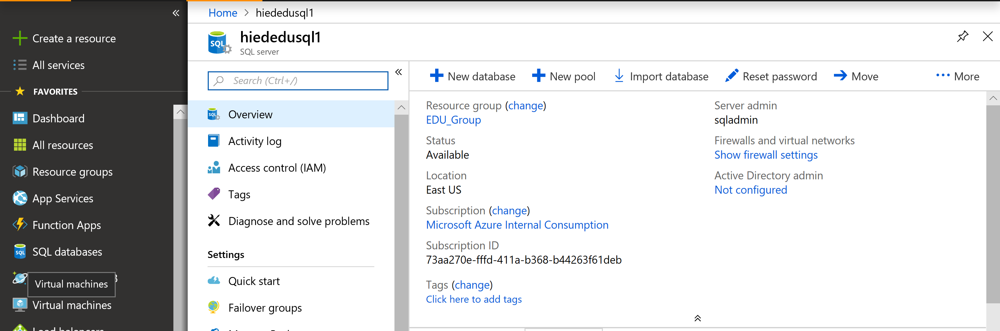 Create a resource
All services
FAVORITES
Dashboard
All resources
Resource groups
App Services
Function Apps
SQL databases
Virtual machines
Virtual machines
Load balancers
Home > hiededusql1
hiededusql1
SQL server
Search (Ctrl+/)
Overview
Activity log
Access control (IAM)
Tags
Diagnose and solve problems
Settings
Quick start
Failover groups
New database
New pool
Import database
Reset password
Move
More
Resource group (change)
EDU_Group
Status
Available
Location
East US
Subscription (change)
Microsoft Azure Internal Consumption
Subscription ID
73aa270e-fffd-411a-b368-b44263f61deb
Tags (change)
Click here to add tags
Server admin
sqladmin
Firewalls and virtual networks
Show firewall settings
Active Directory admin
Not configured